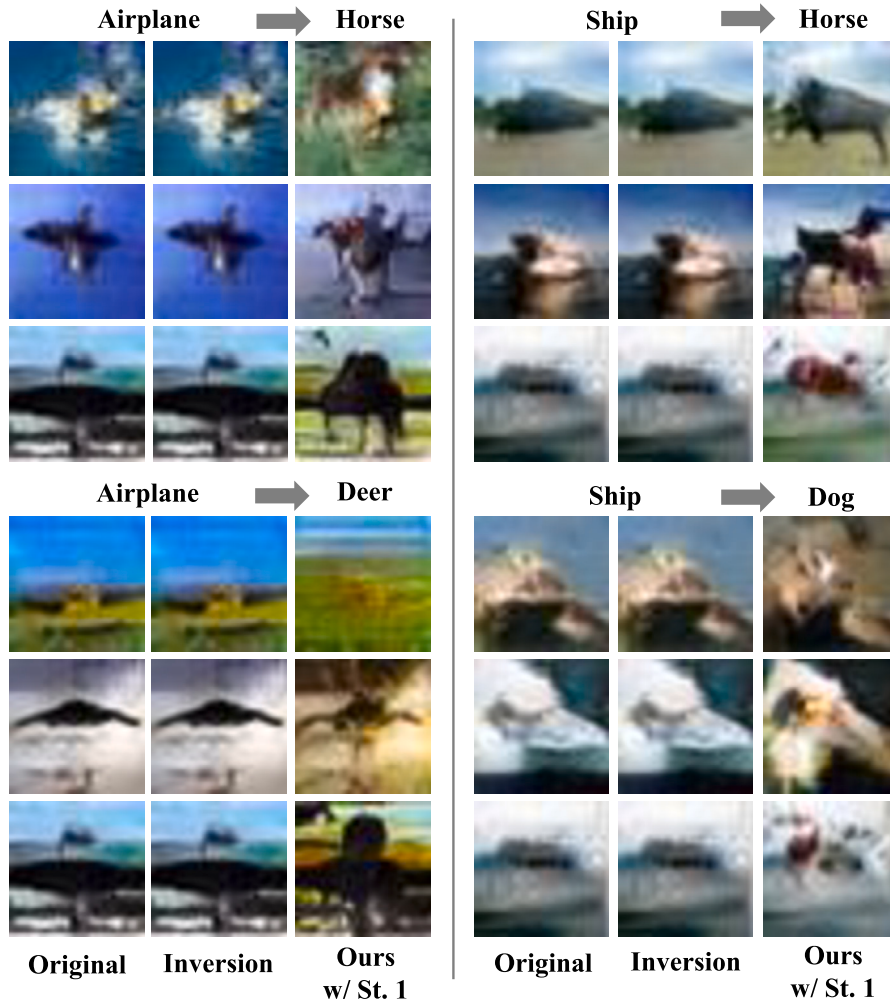 Airplane Horse
Ship Horse
Airplane Deer
Ship Dog
Original Inversion Ours
w/ St. 1
Original Inversion Ours
w/ St. 1